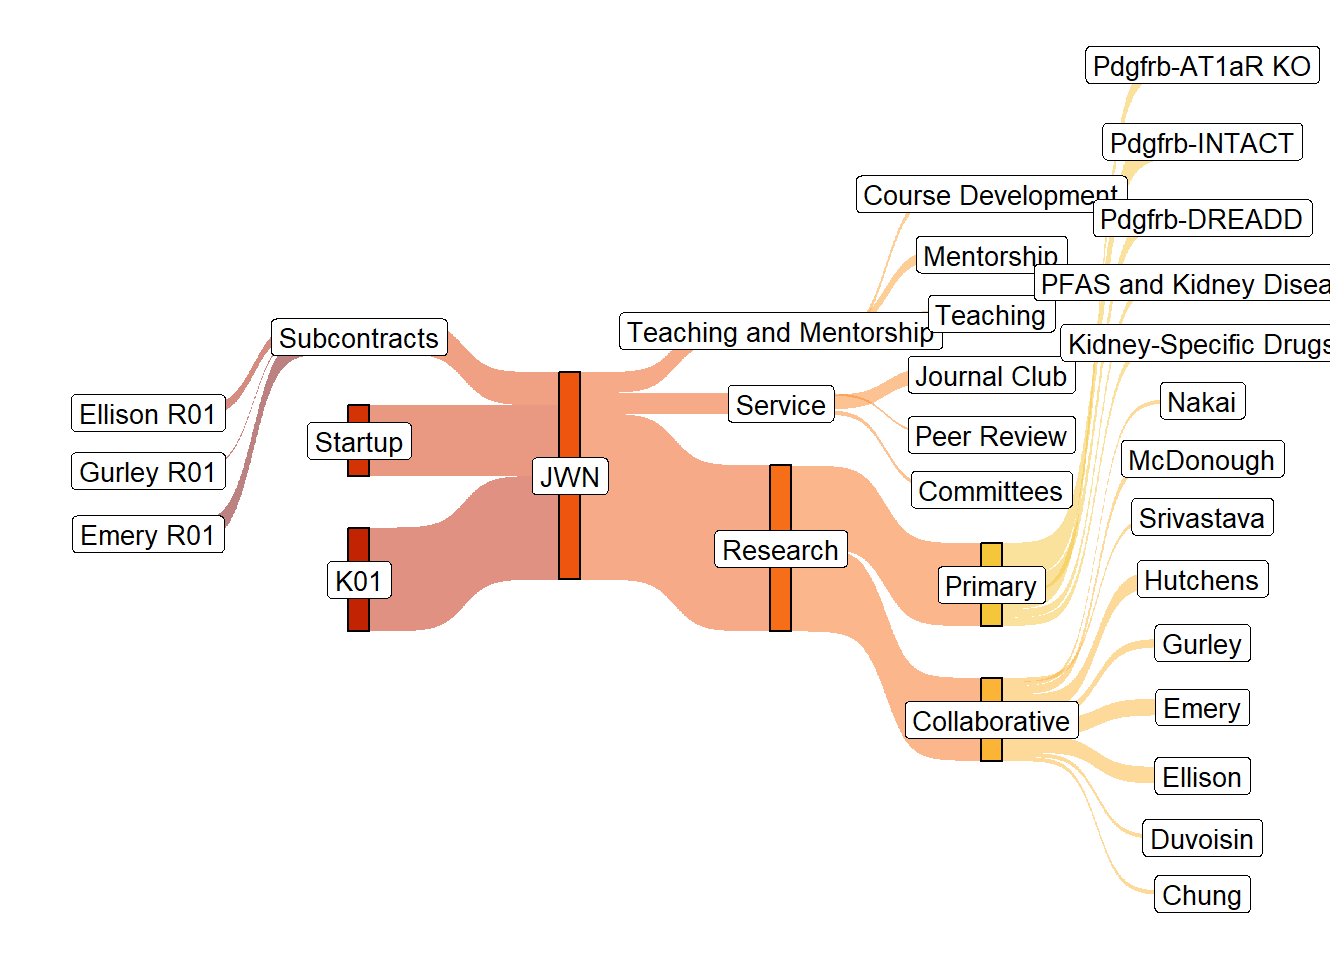 Pdgfrb-AT1aR KO
Pdgfrb-INTACT
Course Development
Pdgfrb-DREADD
Mentorship
PFAS and Kidney Disea
Teaching
Teaching and Mentorship
Subcontracts
Kidney-Specific Drugs
Journal Club
Nakai
Service
Ellison R01
Startup
Peer Review
McDonough
Gurley R01
JWN
Committees
Srivastava
Emery R01
Research
K01
Primary
Hutchens
Gurley
Emery
Collaborative
Ellison
Duvoisin
Chung